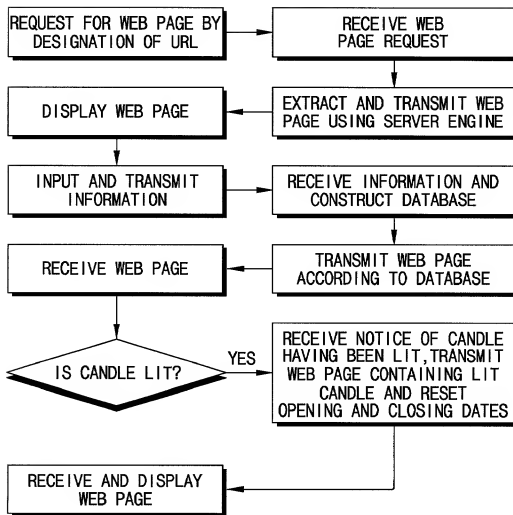 REQUEST FOR WEB PAGE BY
DESIGNATION OF URL
RECEIVE WEB
PAGE REQUEST
DISPLAY WEB PAGE
EXTRACT AND TRANSMIT WEB
PAGE USING SERVER ENGINE
INPUT AND TRANSMIT
INFORMATION
RECEIVE INFORMATION AND
CONSTRUCT DATABASE
RECEIVE WEB PAGE
TRANSMIT WEB PAGE
ACCORDING TO DATABASE
IS CANDLE LIT?
YES
RECEIVE NOTICE OF CANDLE
HAVING BEEN LIT,TRANSMIT
WEB PAGE CONTAINING LIT
CANDLE AND RESET
OPENING AND CLOSING DATES
RECEIVE AND DISPLAY
WEB PAGE